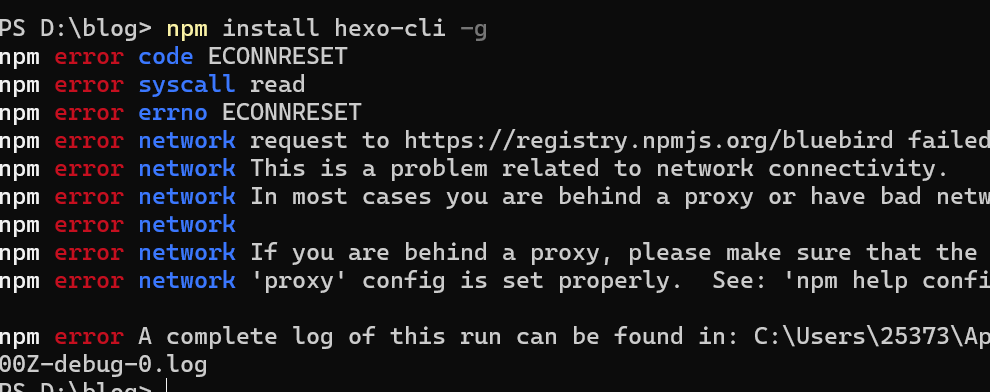 PS D:\blog> npm install hexo-cli -g
npm error code ECONNRESET
npm error syscall read
npm error errno ECONNRESET
npm error network request to https://registry.npmjs.org/bluebird failed
npm error network This is a problem related to network connectivity.
npm error network In most cases you are behind a proxy or have bad netw
npm error network
npm error network If you are behind a proxy, please make sure that the
npm error network 'proxy' config is set properly.  See: 'npm help confi
npm error A complete log of this run can be found in: C:\Users\25373\Ap
00Z-debug-0.log
PS D:\blog>